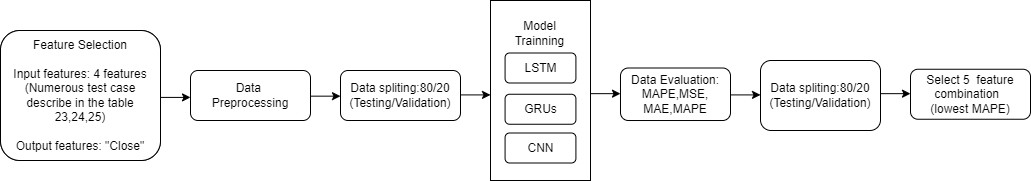 Feature Selection
Input features: 4 features
(Numerous test case
describe in the table
23,24,25)
Output features: "Close"
Data
Preprocessing
Data spliting:80/20
(Testing/Validation)
Model
Trainning
LSTM
GRUs
CNN
Data Evaluation:
MAPE,MSE,
MAE,MAPE
Data spliting:80/20
(Testing/Validation)
Select 5 feature
combination
(lowest MAPE)